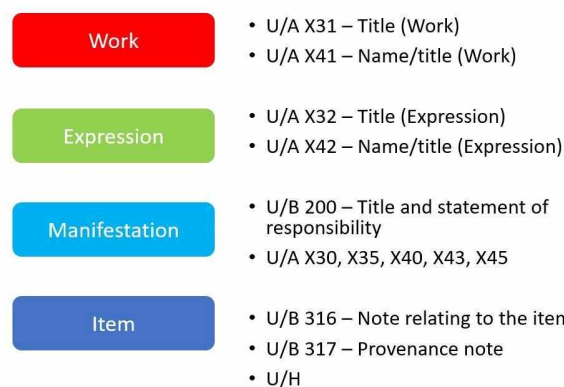 Work
• U/A X31 – Title (Work)
• U/A X41 – Name/title (Work)
Expression
• U/A X32 – Title (Expression)
• U/A X42 – Name/title (Expression)
Manifestation
• U/B 200 – Title and statement of
responsibility
• U/A X30, X35, X40, X43, X45
Item
• U/B 316 – Note relating to the item
• U/B 317 – Provenance note
• U/H